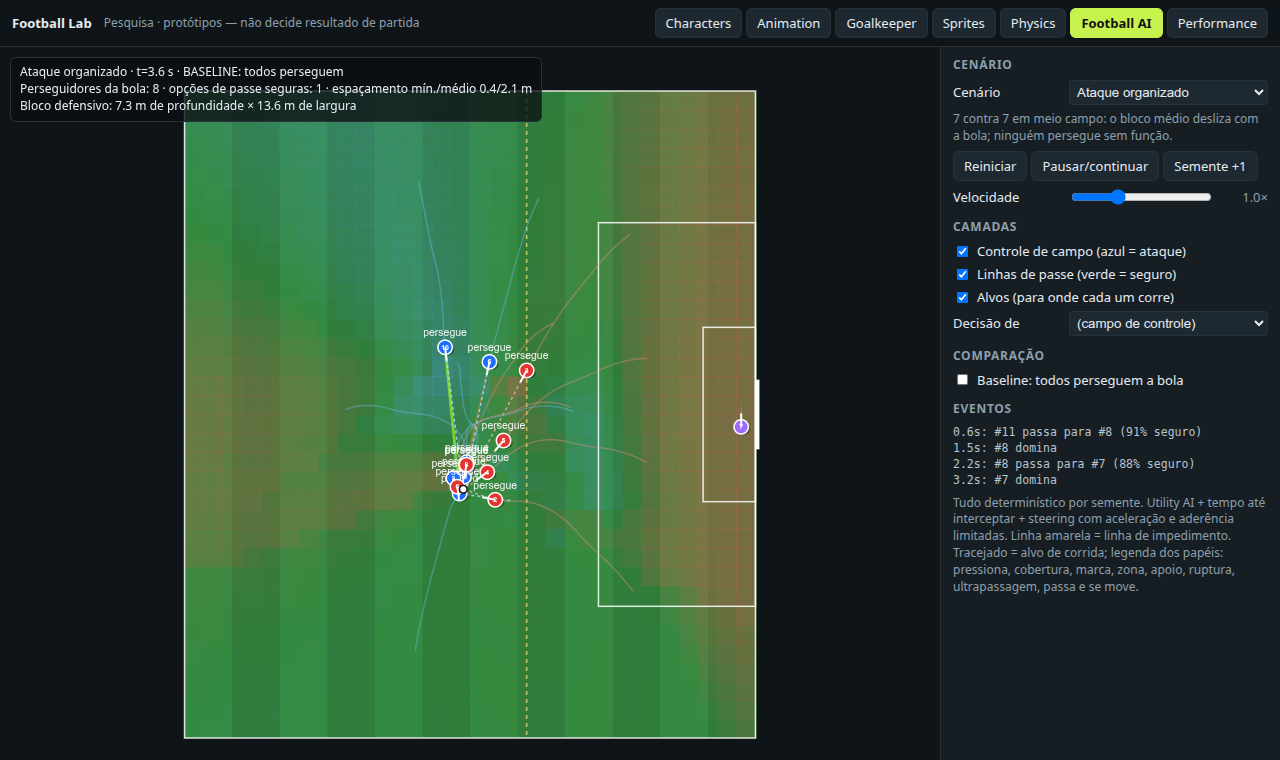 Football Lab
Pesquisa · protótipos — não decide resultado de partida
Characters
Animation
Goalkeeper
Sprites
Physics
Football AI
Performance
Ataque organizado · t=3.6 s · BASELINE: todos perseguem
Perseguidores da bola: 8 · opções de passe seguras: 1 · espaçamento mín./médio 0.4/2.1 m
Bloco defensivo: 7.3 m de profundidade × 13.6 m de largura
persegue
persegue
persegue
persegue
persegue
persegue
CENÁRIO
Cenário
Ataque organizado
7 contra 7 em meio campo: o bloco médio desliza com
a bola; ninguém persegue sem função.
Reiniciar
Pausar/continuar
Semente +1
Velocidade
1.0×
CAMADAS
Controle de campo (azul = ataque)
Linhas de passe (verde = seguro)
Alvos (para onde cada um corre)
Decisão de
(campo de controle)
COMPARAÇÃO
Baseline: todos perseguem a bola
EVENTOS
0.6s: #11 passa para #8 (91% seguro)
1.5s: #8 domina
2.2s: #8 passa para #7 (88% seguro)
3.2s: #7 domina
Tudo determinístico por semente. Utility AI + tempo até
interceptar + steering com aceleração e aderência
limitadas. Linha amarela = linha de impedimento.
Tracejado = alvo de corrida; legenda dos papéis:
pressiona, cobertura, marca, zona, apoio, ruptura,
ultrapassagem, passa e se move.